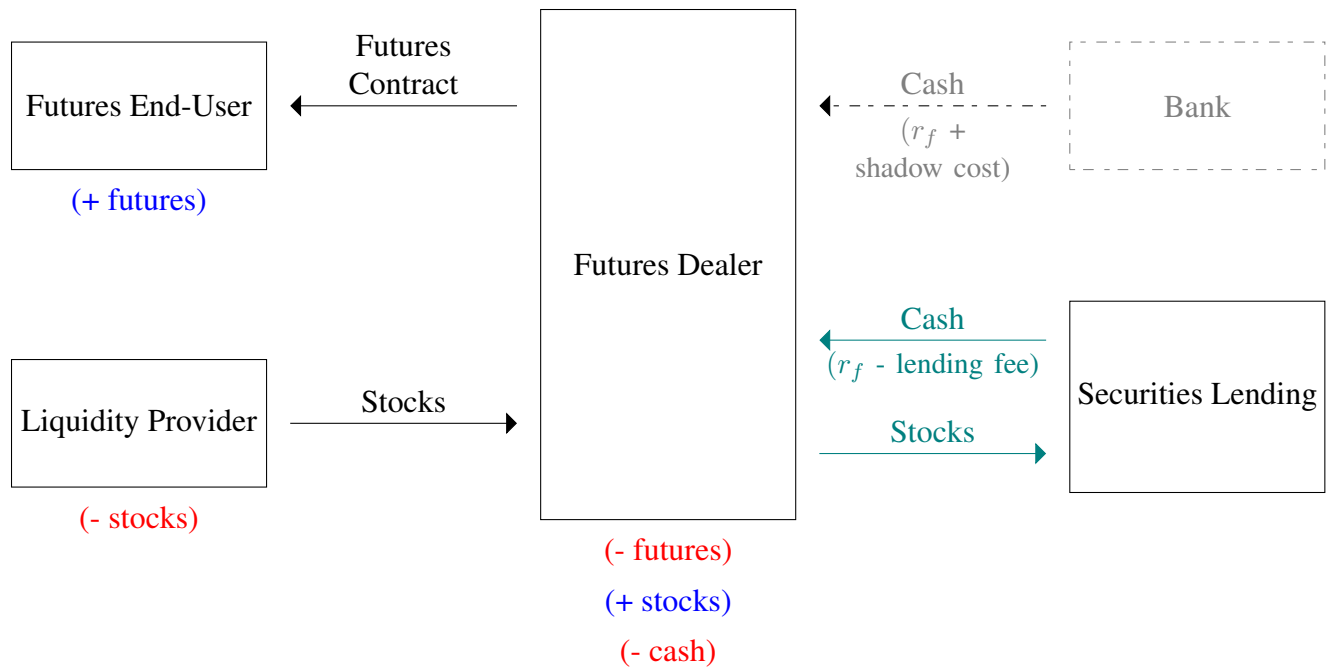 Futures End-User
(+ futures)
Futures
Contract
Liquidity Provider
(- stocks)
Stocks
Futures Dealer
(- futures)
(+ stocks)
(- cash)
Cash
(r_f +
shadow cost)
Bank
Cash
(r_f - lending fee)
Stocks
Securities Lending